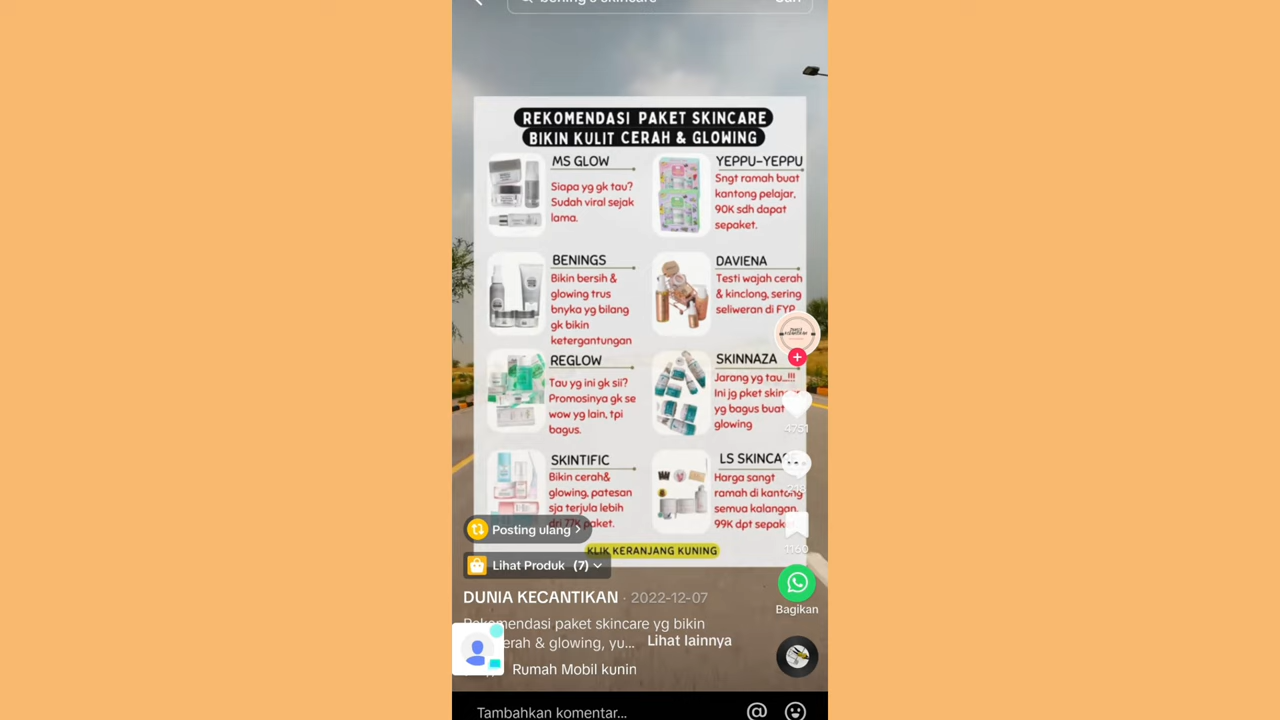 REKOMENDASI PAKET SKINCARE
BIKIN KULIT CERAH & GLOWING
MS GLOW
Siapa yg gk tau?
Sudah viral sejak
lama.
YEPPU-YEPPU
Sngt ramah buat
kantong pelajar,
90K sdh dapat
sepaket.
BENINGS
Bikin bersih &
glowing trus
bnyka yg bilang
gk bikin
ketergantungan
DAVIENA
Testi wajah cerah
& kinclong, sering
seliweran di FYP
REGLOW
Tau yg ini gk sii?
Promosinya gk se
wow yg lain, tpi
bagus.
SKINNAZA
Jarang yg tau...!!!
Ini jg pket
yg bagus buat
glowing
SKINTIFIC
Bikin cerah&
glowing, patesan
sja terjula lebih
dri 77K paket.
LS
Harga sangt
ramah di kantong
semua kalangan,
99K dpt
KLIK KERANJANG KUNING
Posting ulang >
Lihat Produk (7)
DUNIA KECANTIKAN · 2022-12-07
Rekomendasi paket skincare yg bikin
erah & glowing, yu... Lihat lainnya
Rumah Mobil kunin
4751
1160
Bagikan
Tambahkan komentar... @